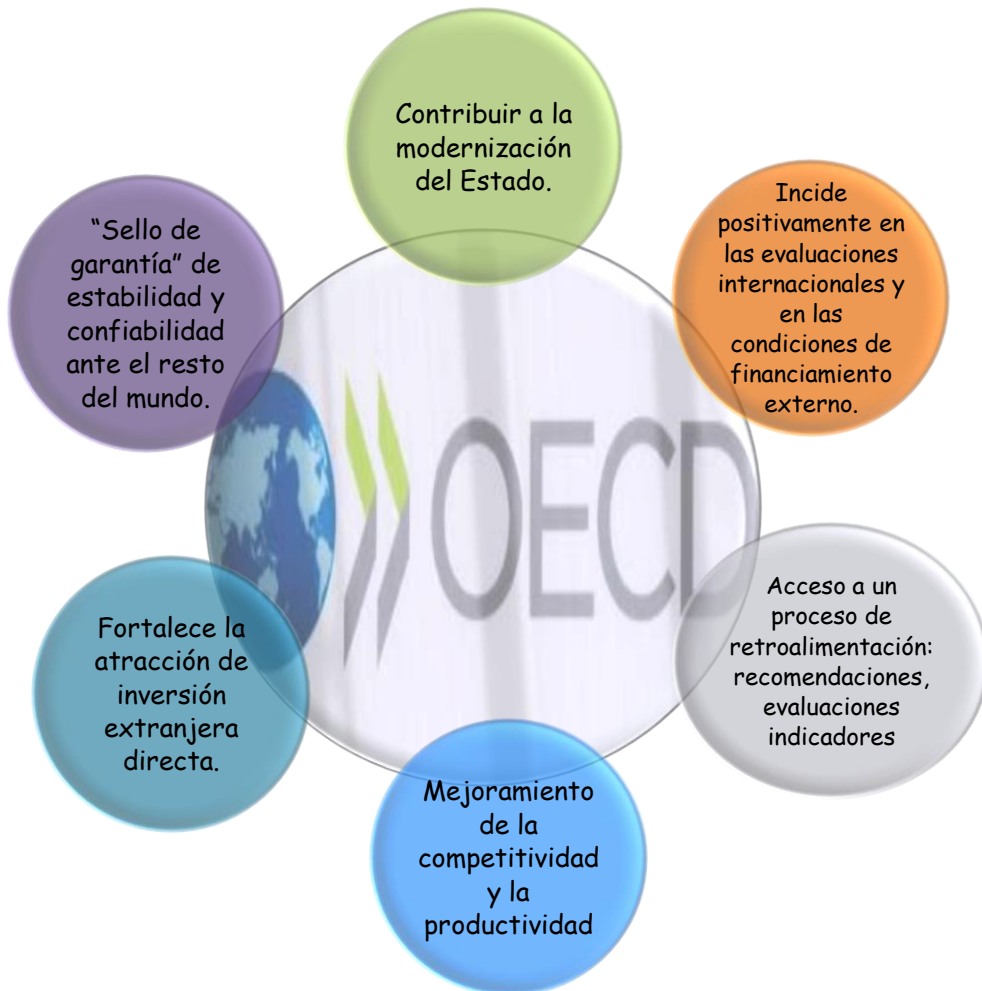 Contribuir a la
modernización
del Estado.
Incide
positivamente en
las evaluaciones
internacionales y
en las
condiciones de
financiamiento
externo.
Acceso a un
proceso de
retroalimentación:
recomendaciones,
evaluaciones
indicadores
Mejoramiento
de la
competitividad
y la
productividad
Fortalece la
atracción de
inversión
extranjera
directa.
“Sello de
garantía” de
estabilidad y
confiabilidad
ante el resto
del mundo.
OECD